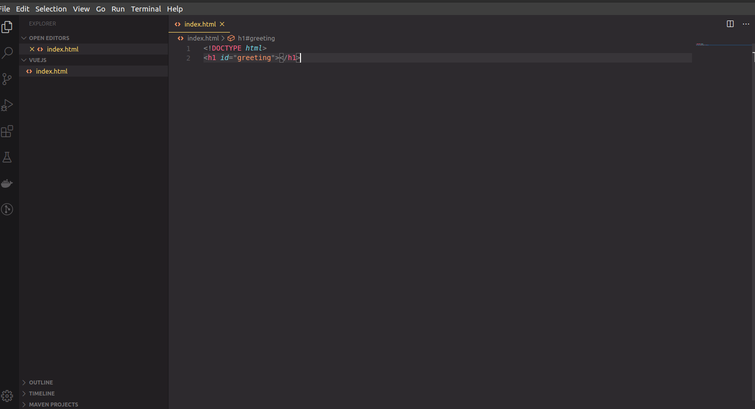 File Edit Selection View Go Run Terminal Help
EXPLORER
OPEN EDITORS
index.html
VUEJS
index.html
OUTLINE
TIMELINE
MAVEN PROJECTS
index.html
index.html > h1#greeting
1 <!DOCTYPE html>
2 <h1 id="greeting"></h1>